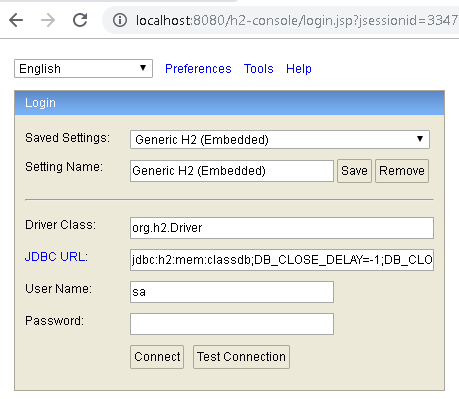 localhost:8080/h2-console/login.jsp?jsessionid=3347
English Preferences Tools Help
Login
Saved Settings: Generic H2 (Embedded)
Setting Name: Generic H2 (Embedded) Save Remove
Driver Class: org.h2.Driver
JDBC URL: jdbc:h2:mem:classdb;DB_CLOSE_DELAY=-1;DB_CLO
User Name: sa
Password:
Connect Test Connection